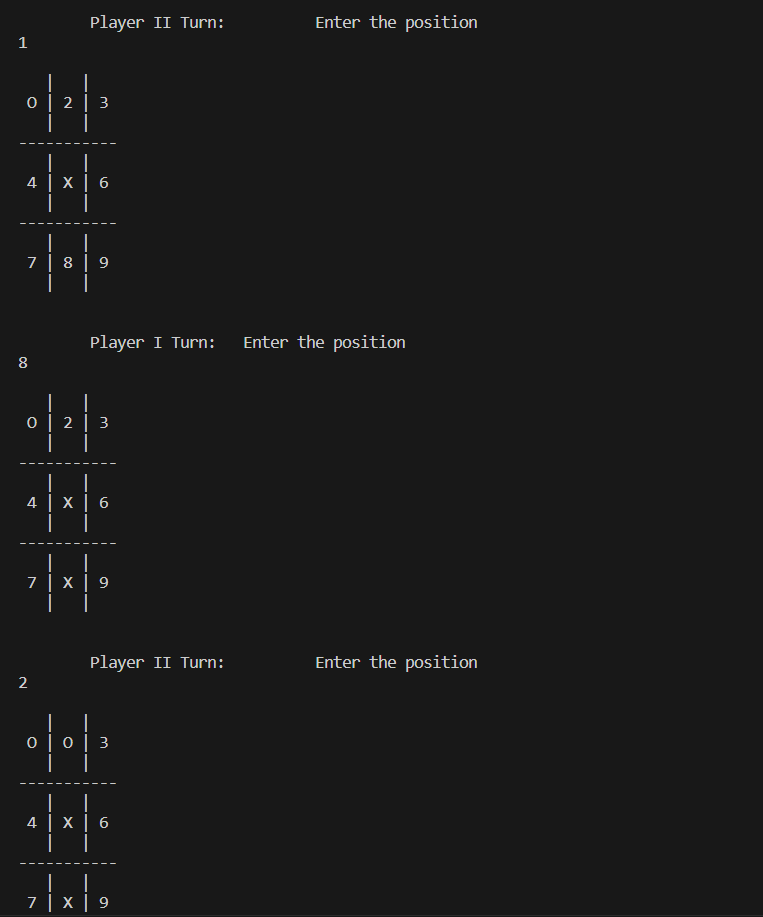 Player II Turn: Enter the position
1
| |
O | 2 | 3
| |
-----------
| |
4 | X | 6
| |
-----------
| |
7 | 8 | 9
| |
Player I Turn: Enter the position
8
| |
O | 2 | 3
| |
-----------
| |
4 | X | 6
| |
-----------
| |
7 | X | 9
| |
Player II Turn: Enter the position
2
| |
O | O | 3
| |
-----------
| |
4 | X | 6
| |
-----------
| |
7 | X | 9